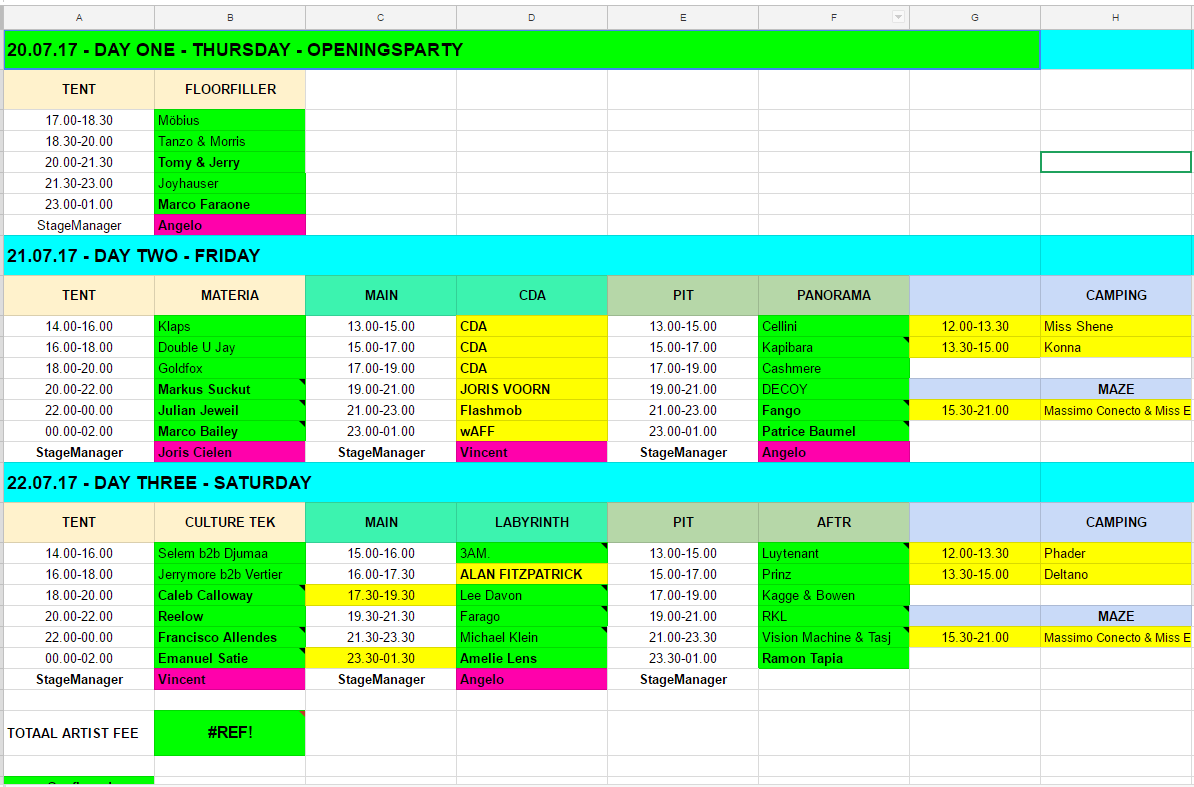 A B C D E F G H
20.07.17 - DAY ONE - THURSDAY - OPENINGSPARTY
TENT FLOORFILLER
17.00-18.30 Möbius
18.30-20.00 Tanzo & Morris
20.00-21.30 Tomy & Jerry
21.30-23.00 Joyhauser
23.00-01.00 Marco Faraone
StageManager Angelo
21.07.17 - DAY TWO - FRIDAY
TENT MATERIA MAIN CDA PIT PANORAMA CAMPING
14.00-16.00 Klaps 13.00-15.00 CDA 13.00-15.00 Cellini 12.00-13.30 Miss Shene
16.00-18.00 Double U Jay 15.00-17.00 CDA 15.00-17.00 Kapibara 13.30-15.00 Konna
18.00-20.00 Goldfox 17.00-19.00 CDA 17.00-19.00 Cashmere
20.00-22.00 Markus Suckut 19.00-21.00 JORIS VOORN 19.00-21.00 DECOY MAZE
22.00-00.00 Julian Jeweil 21.00-23.00 Flashmob 21.00-23.00 Fango 15.30-21.00 Massimo Conecto & Miss E
00.00-02.00 Marco Bailey 23.00-01.00 wAFF 23.00-01.00 Patrice Baumel
StageManager Joris Cielen StageManager Vincent StageManager Angelo
22.07.17 - DAY THREE - SATURDAY
TENT CULTURE TEK MAIN LABYRINTH PIT AFTR CAMPING
14.00-16.00 Selem b2b Djumaa 15.00-16.00 3AM. 13.00-15.00 Luytenant 12.00-13.30 Phader
16.00-18.00 Jerrymore b2b Vertier 16.00-17.30 ALAN FITZPATRICK 15.00-17.00 Prinz 13.30-15.00 Deltano
18.00-20.00 Caleb Calloway 17.30-19.30 Lee Davon 17.00-19.00 Kagge & Bowen
20.00-22.00 Reelow 19.30-21.30 Farago 19.00-21.00 RKL MAZE
22.00-00.00 Francisco Allendes 21.30-23.30 Michael Klein 21.00-23.30 Vision Machine & Tasj 15.30-21.00 Massimo Conecto & Miss E
00.00-02.00 Emanuel Satie 23.30-01.30 Amelie Lens 23.30-01.00 Ramon Tapia
StageManager Vincent StageManager Angelo StageManager
TOTAAL ARTIST FEE #REF!